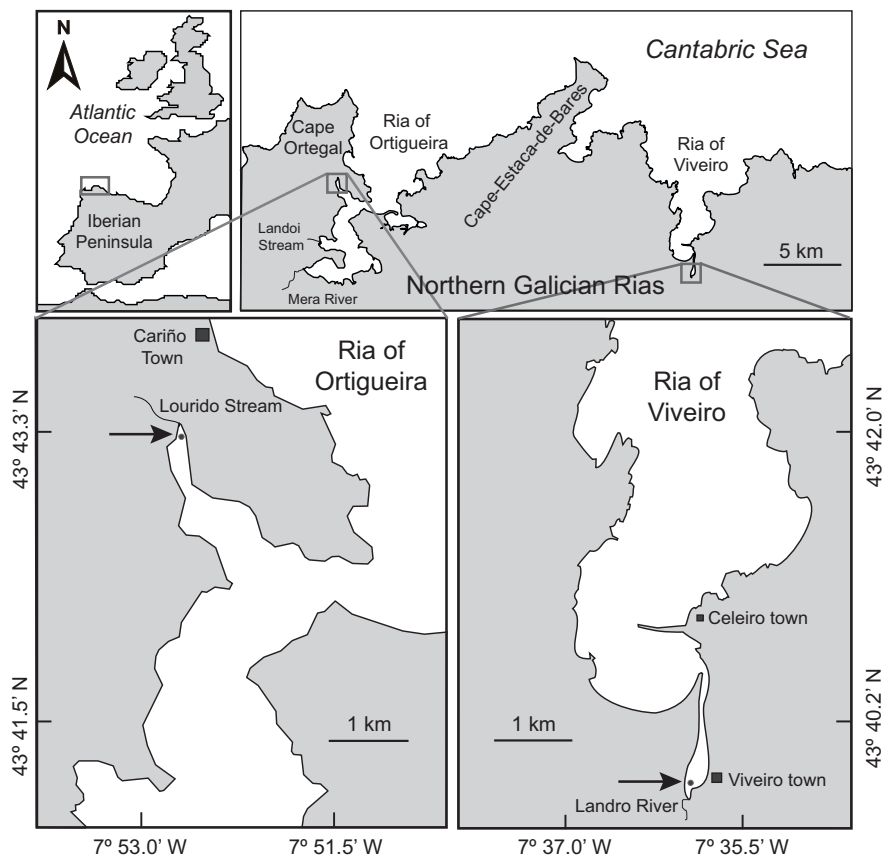 N
Atlantic
Ocean
Iberian
Peninsula
Cantabric Sea
Cape
Ortegal
Ria of
Ortigueira
Cape-Estaca-de-Bares
Ria of
Viveiro
Landoi
Stream
Mera River
5 km
Northern Galician Rias
Cariño
Town
Ria of
Ortigueira
Lourido Stream
43º 43.3' N
43º 41.5' N
1 km
7º 53.0' W
7º 51.5' W
Ria of
Viveiro
43º 42.0' N
Celeiro town
43º 40.2' N
1 km
Viveiro town
Landro River
7º 37.0' W
7º 35.5' W